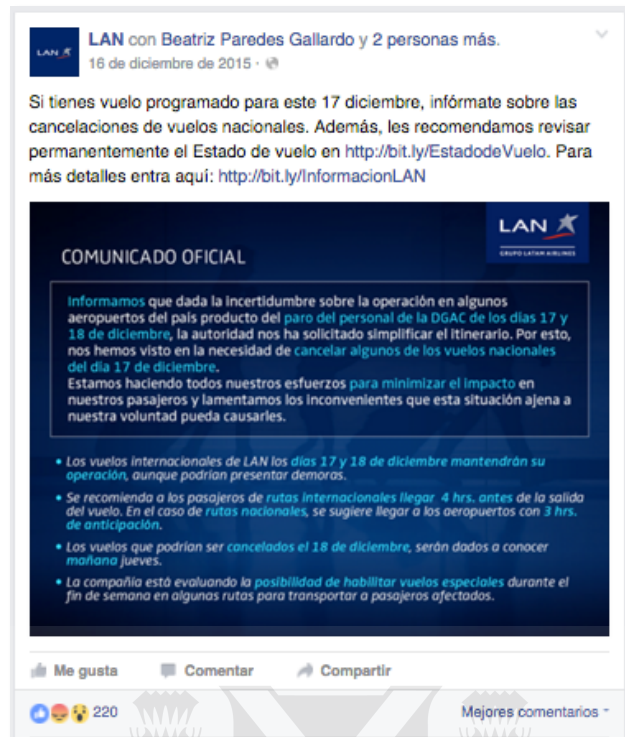 LAN con Beatriz Paredes Gallardo y 2 personas más.
LAN
16 de diciembre de 2015 ·
Si tienes vuelo programado para este 17 diciembre, infórmate sobre las
cancelaciones de vuelos nacionales. Además, les recomendamos revisar
permanentemente el Estado de vuelo en http://bit.ly/EstadodeVuelo. Para
más detalles entra aquí: http://bit.ly/InformacionLAN
LAN
GRUPO LATAM AIRLINES
COMUNICADO OFICIAL
Informamos que dada la incertidumbre sobre la operación en algunos
aeropuertos del país producto del paro del personal de la DGAC de los días 17 y
18 de diciembre, la autoridad nos ha solicitado simplificar el itinerario. Por esto,
nos hemos visto en la necesidad de cancelar algunos de los vuelos nacionales
del día 17 de diciembre.
Estamos haciendo todos nuestros esfuerzos para minimizar el impacto en
nuestros pasajeros y lamentamos los inconvenientes que esta situación ajena a
nuestra voluntad pueda causarles.
• Los vuelos internacionales de LAN los días 17 y 18 de diciembre mantendrán su
operación, aunque podrían presentar demoras.
• Se recomienda a los pasajeros de rutas internacionales llegar 4 hrs. antes de la salida
del vuelo. En el caso de rutas nacionales, se sugiere llegar a los aeropuertos con 3 hrs.
de anticipación.
• Los vuelos que podrían ser cancelados el 18 de diciembre, serán dados a conocer
mañana jueves.
• La compañía está evaluando la posibilidad de habilitar vuelos especiales durante el
fin de semana en algunas rutas para transportar a pasajeros afectados.
Me gusta Comentar Compartir
220 Mejores comentarios